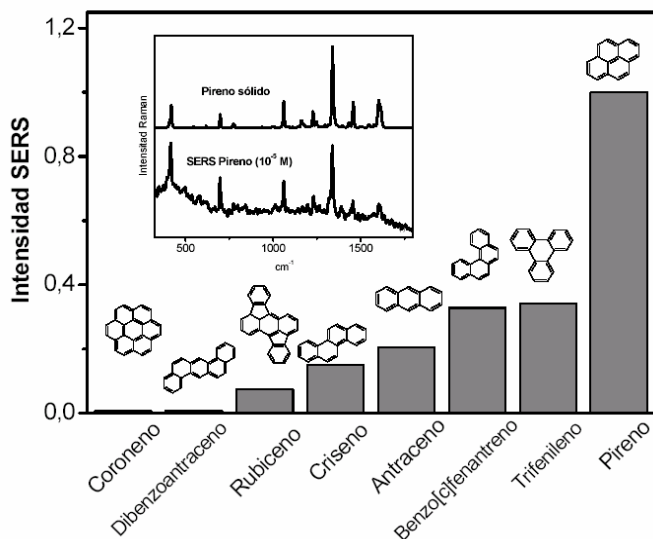 Intensidad SERS
1,2
0,8
0,4
0,0
Intensitad Raman
Pireno sólido
SERS Pireno (10⁻⁵ M)
500
1000
1500
cm⁻¹
Coroneno
Dibenzoantraceno
Rubiceno
Criseno
Antraceno
Benzo[c]fenantreno
Trifenileno
Pireno